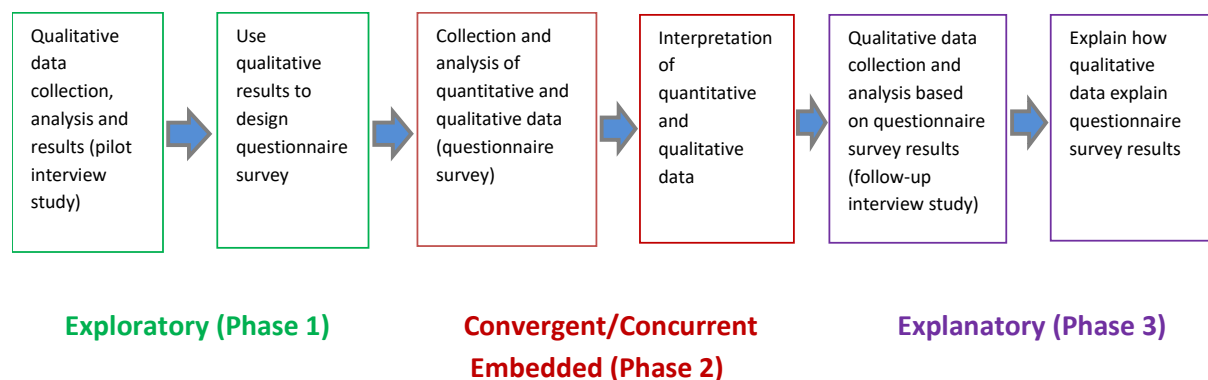 Qualitative
data
collection,
analysis and
results (pilot
interview
study)
Use
qualitative
results to
design
questionnaire
survey
Collection and
analysis of
quantitative and
qualitative data
(questionnaire
survey)
Interpretation
of
quantitative
and
qualitative
data
Qualitative data
collection and
analysis based
on questionnaire
survey results
(follow-up
interview study)
Explain how
qualitative
data explain
questionnaire
survey results
Exploratory (Phase 1)
Convergent/Concurrent
Embedded (Phase 2)
Explanatory (Phase 3)